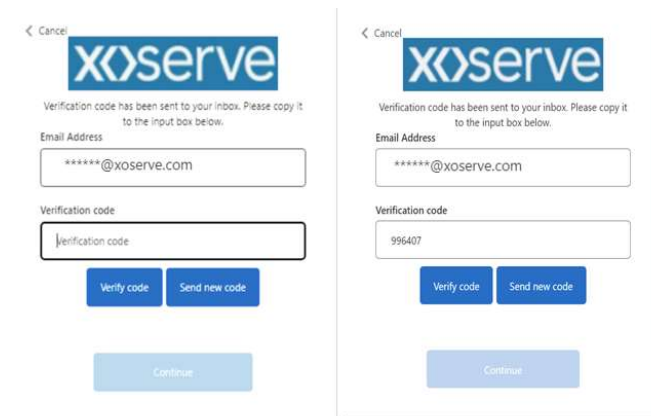 Cancel
xoserve
Verification code has been sent to your inbox. Please copy it
to the input box below.
Email Address
******@xoserve.com
Verification code
Verification code
Verify code
Send new code
Continue
Cancel
xoserve
Verification code has been sent to your inbox. Please copy it
to the input box below.
Email Address
******@xoserve.com
Verification code
996407
Verify code
Send new code
Continue